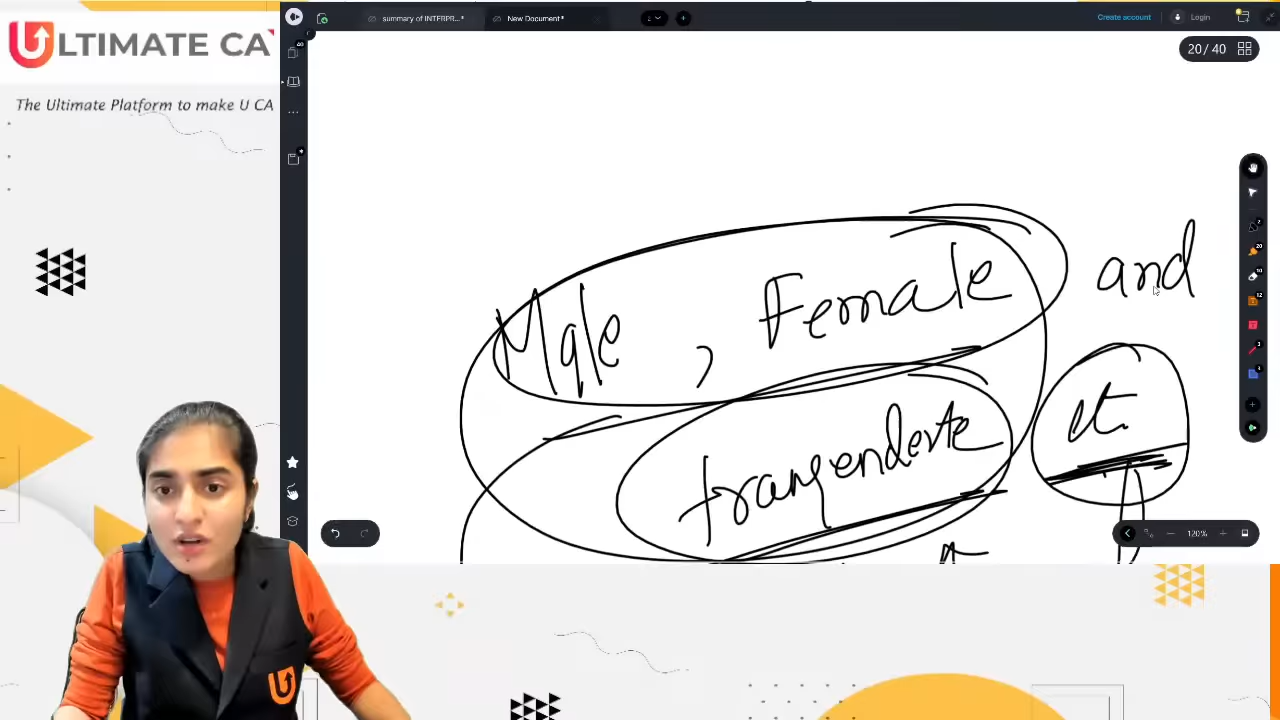 ULTIMATE CA
The Ultimate Platform to make U CA
summary of INTERPR...*
New Document*
Create account
Login
20 / 40
Male , Female and
etc.
120%